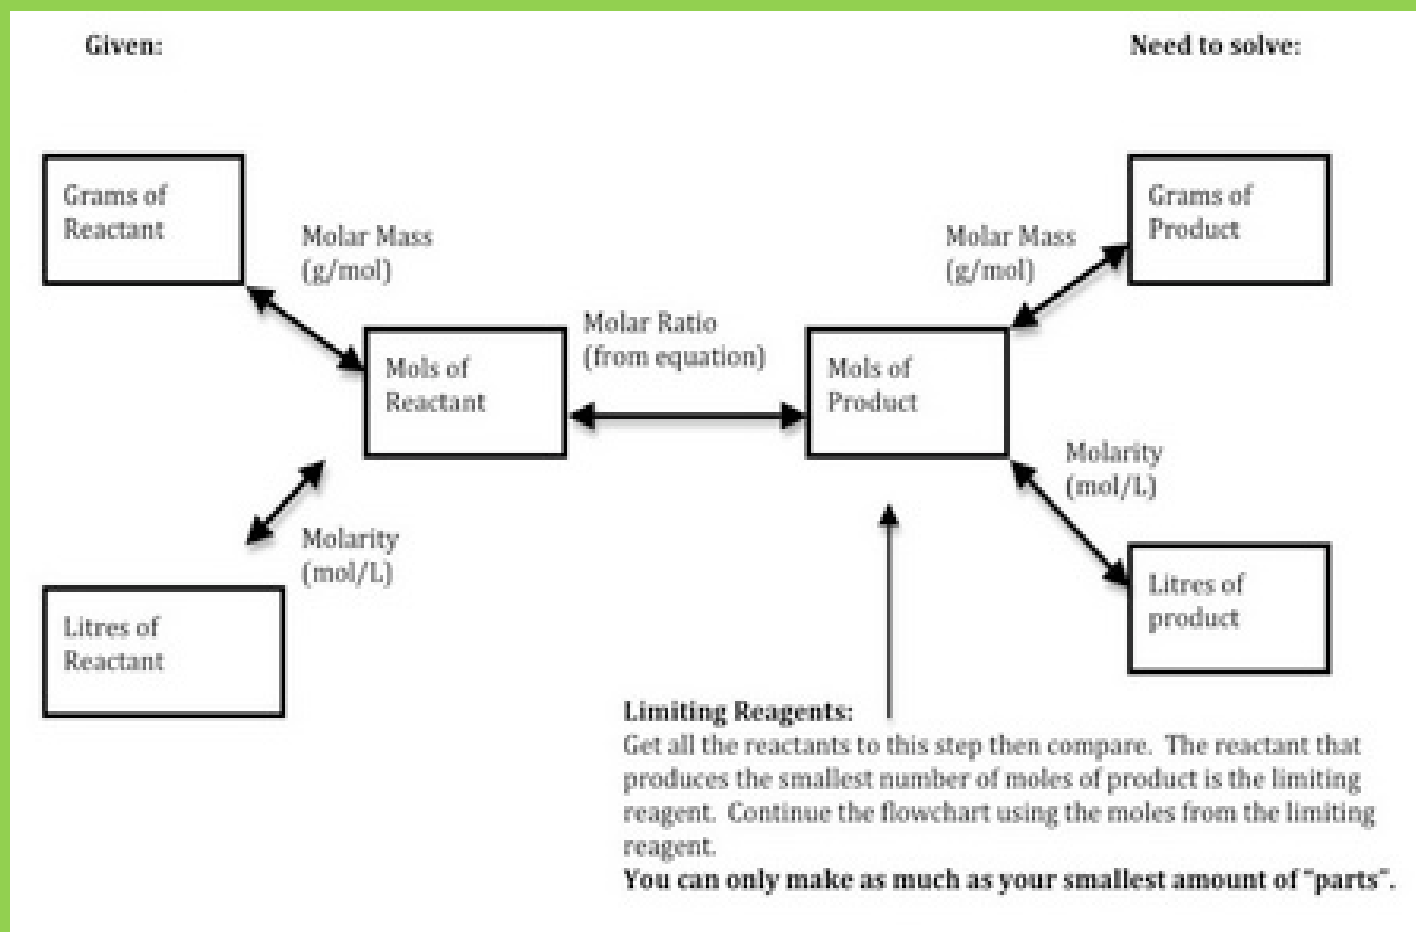 Given:
Need to solve:
Grams of
Reactant
Molar Mass
(g/mol)
Grams of
Product
Molar Mass
(g/mol)
Molar Ratio
(from equation)
Mols of
Reactant
Mols of
Product
Molarity
(mol/L)
Molarity
(mol/L)
Litres of
Reactant
Litres of
product
Limiting Reagents:
Get all the reactants to this step then compare. The reactant that
produces the smallest number of moles of product is the limiting
reagent. Continue the flowchart using the moles from the limiting
reagent.
You can only make as much as your smallest amount of "parts".